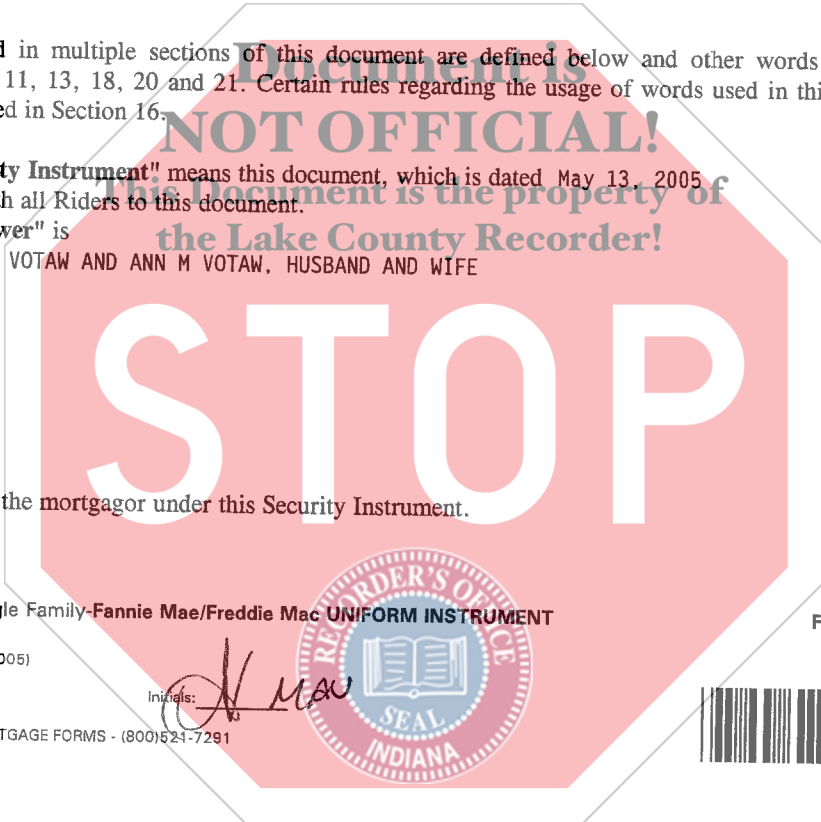 d in multiple sections of this document are defined below and other words
Document is
11, 13, 18, 20 and 21. Certain rules regarding the usage of words used in thi
ed in Section 16.
NOT OFFICIAL!
ty Instrument" means this document, which is dated May 13, 2005
This Document is the property of
h all Riders to this document.
wer" is
the Lake County Recorder!
VOTAW AND ANN M VOTAW, HUSBAND AND WIFE
STOP
the mortgagor under this Security Instrument.
RECORDER'S OFFICE
gle Family-Fannie Mae/Freddie Mac UNIFORM INSTRUMENT
F
005)
Initials:
SEAL
TGAGE FORMS - (800)521-7291
INDIANA